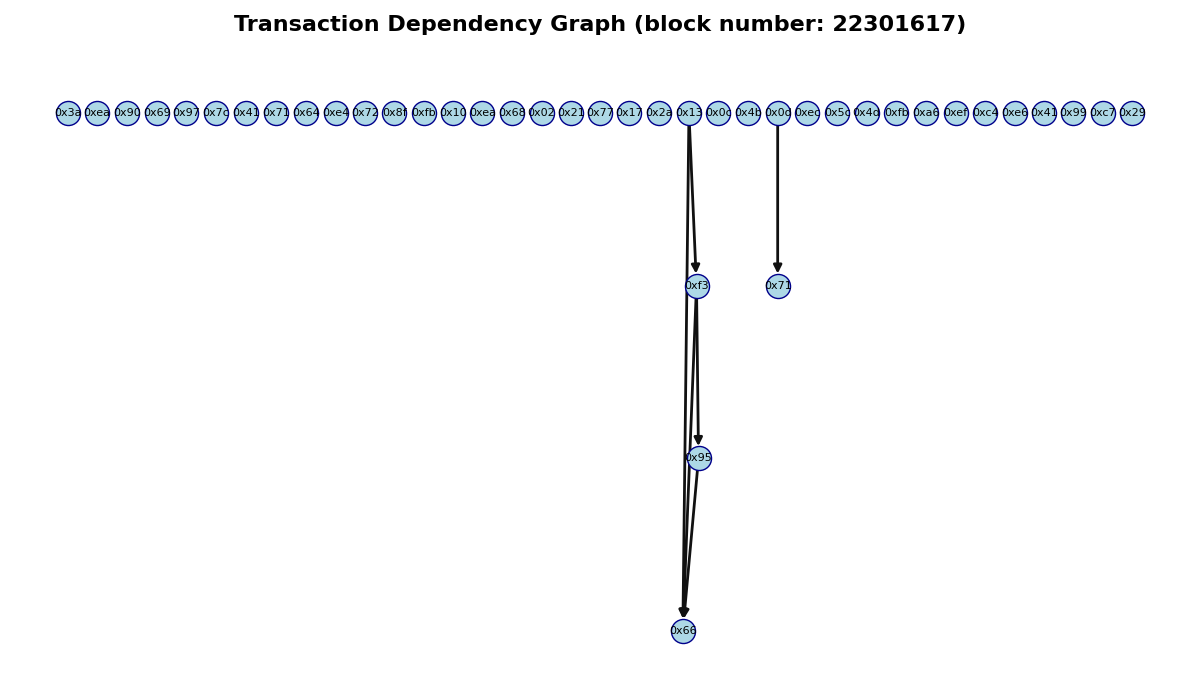 Transaction Dependency Graph (block number: 22301617)
0x3a 0xea 0x90 0x69 0x97 0x7c 0x41 0x71 0x64 0xe4 0x72 0x8f 0xfb 0x10 0xea 0x68 0x02 0x21 0x77 0x17 0x2a 0x13 0x0c 0x4b 0x0d 0xec 0x5c 0x4d 0xfb 0xa6 0xef 0xc4 0xe6 0x41 0x99 0xc7 0x29
0xf3 0x71
0x95
0x66